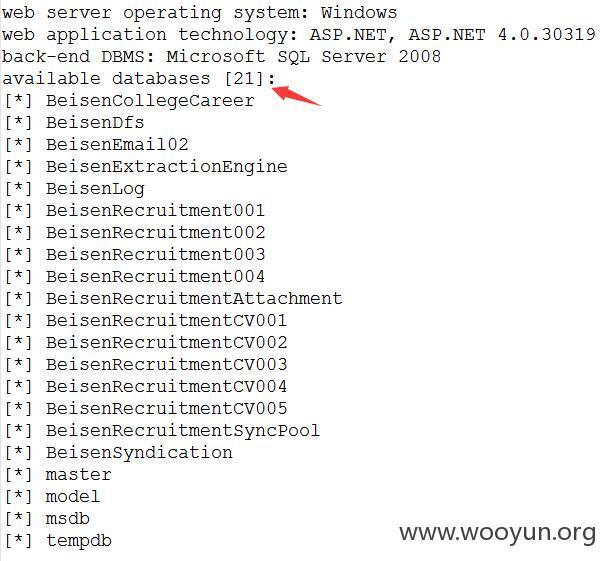 web server operating system: Windows
web application technology: ASP.NET, ASP.NET 4.0.30319
back-end DBMS: Microsoft SQL Server 2008
available databases [21]:
[*] BeisenCollegeCareer
[*] BeisenDfs
[*] BeisenEmail02
[*] BeisenExtractionEngine
[*] BeisenLog
[*] BeisenRecruitment001
[*] BeisenRecruitment002
[*] BeisenRecruitment003
[*] BeisenRecruitment004
[*] BeisenRecruitmentAttachment
[*] BeisenRecruitmentCV001
[*] BeisenRecruitmentCV002
[*] BeisenRecruitmentCV003
[*] BeisenRecruitmentCV004
[*] BeisenRecruitmentCV005
[*] BeisenRecruitmentSyncPool
[*] BeisenSyndication
[*] master
[*] model
[*] msdb
[*] tempdb
www.wooyun.org